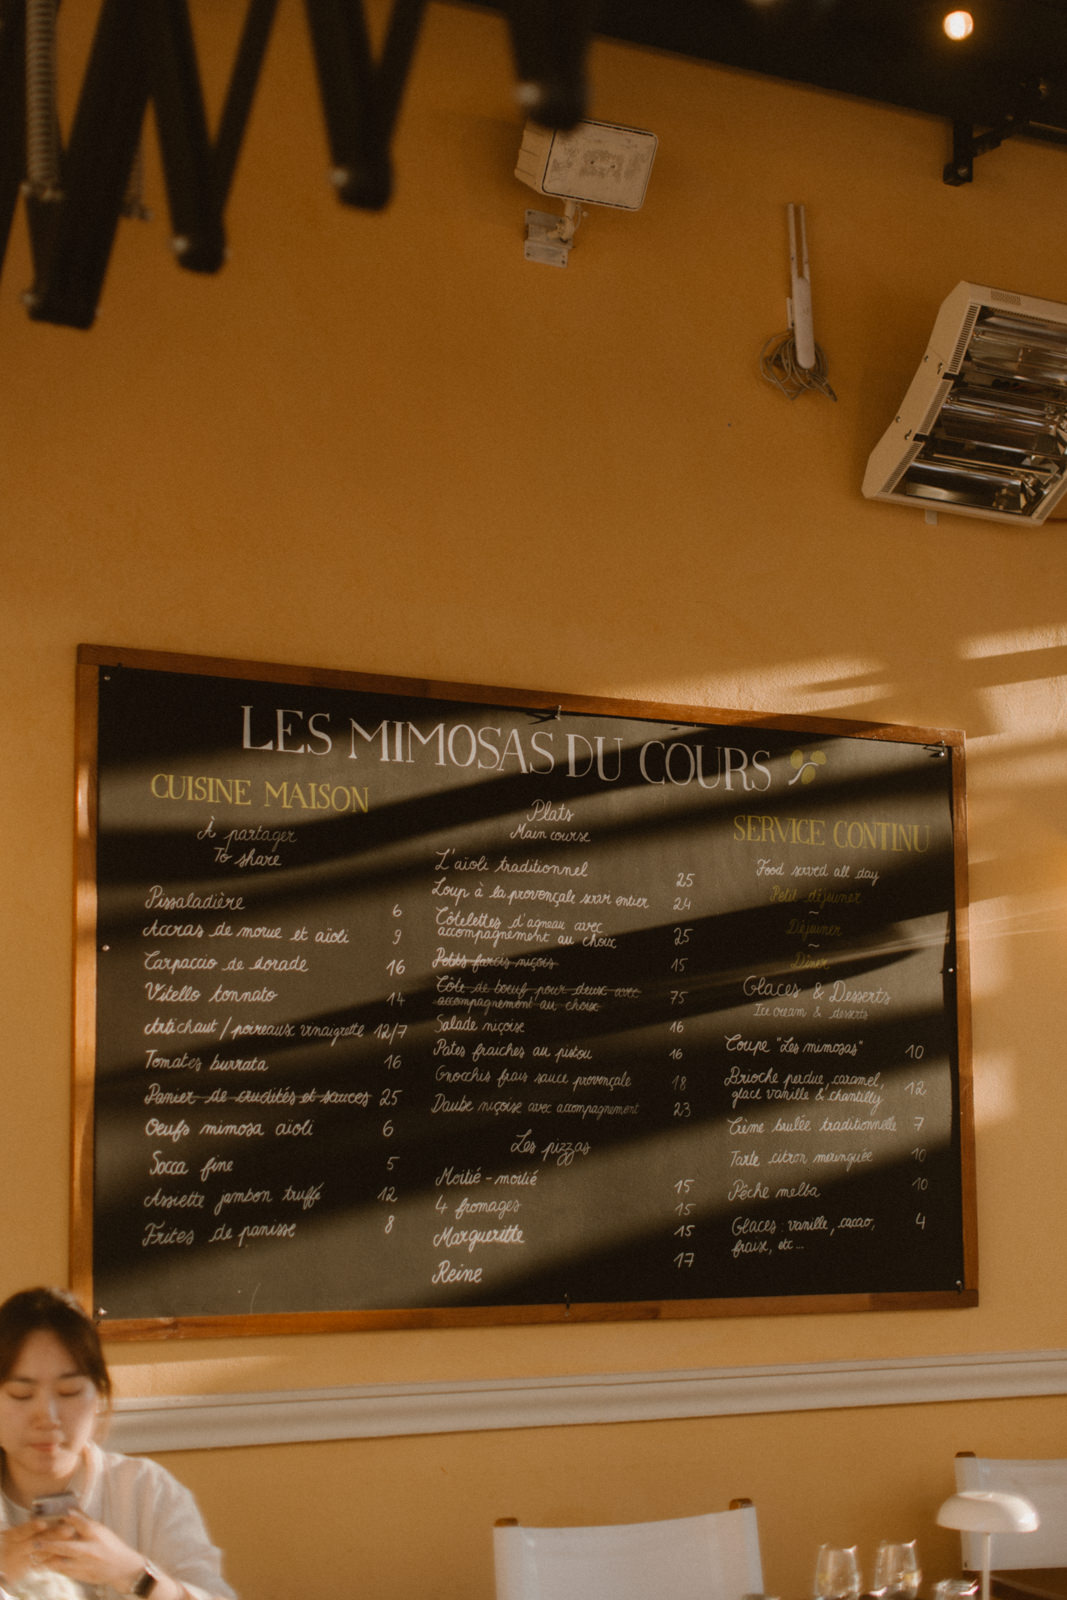 LES MIMOSAS DU COURS
CUISINE MAISON
À partager
To share
Pissaladière 6
Accras de morue et aïoli 9
Carpaccio de dorade 16
Vitello tonnato 14
Artichaut / poireaux vinaigrette 12/7
Tomates burrata 16
Panier de crudités et sauces 25
Oeufs mimosa aïoli 6
Socca fine 5
Assiette jambon truffé 12
Frites de panisse 8
Plats
Main course
L'aïoli traditionnel 25
Loup à la provençale servi entier 24
Côtelettes d'agneau avec
accompagnement au choix 25
Petits farcis niçois 15
Côte de bœuf pour deux avec
accompagnement au choix 75
Salade niçoise 16
Pates fraiches au pistou 16
Gnocchis frais sauce provençale 18
Daube niçoise avec accompagnement 23
Les pizzas
Moitié-moitié 15
4 fromages 15
Marguerette 15
Reine 17
SERVICE CONTINU
Food served all day
Petit-déjeuner
~
Déjeuner
~
Dîner
Glaces & Desserts
Ice cream & desserts
Coupe "Les mimosas" 10
Brioche perdue, caramel,
glace vanille & chantilly 12
Crème brulée traditionnelle 7
Tarte citron meringuée 10
Pêche melba 10
Glaces: vanille, cacao, 4
fraise, etc...